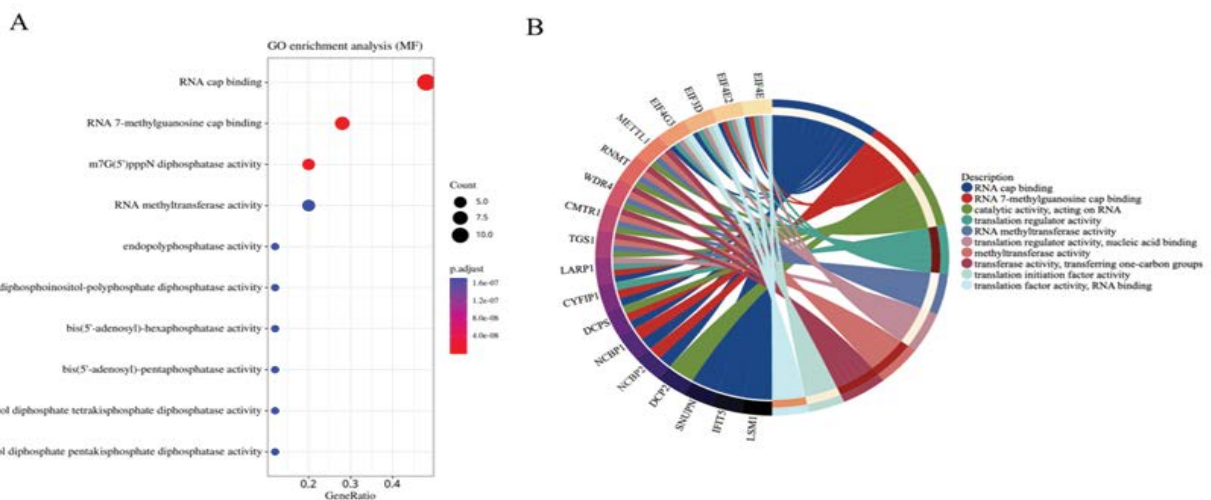 A
GO enrichment analysis (MF)
RNA cap binding
RNA 7-methylguanosine cap binding
m7G(5')pppN diphosphatase activity
RNA methyltransferase activity
endopolyphosphatase activity
diphosphoinositol-polyphosphate diphosphatase activity
bis(5'-adenosyl)-hexaphosphatase activity
bis(5'-adenosyl)-pentaphosphatase activity
ol diphosphate tetrakisphosphate diphosphatase activity
ol diphosphate pentakisphosphate diphosphatase activity
0.2 0.3 0.4
GeneRatio
Count
5.0
7.5
10.0
p.adjust
1.6e-07
1.2e-07
8.0e-08
4.0e-08
B
EIF4E
EIF4E2
EIF3D
EIF4G3
METTL1
RNMT
WDR4
CMTR1
TGS1
LARP1
CYFIP1
DCPS
NCBP1
NCBP2
DCP2
SNUPN
IFIT5
LSM1
Description
RNA cap binding
RNA 7-methylguanosine cap binding
catalytic activity, acting on RNA
translation regulator activity
RNA methyltransferase activity
translation regulator activity, nucleic acid binding
methyltransferase activity
transferase activity, transferring one-carbon groups
translation initiation factor activity
translation factor activity, RNA binding